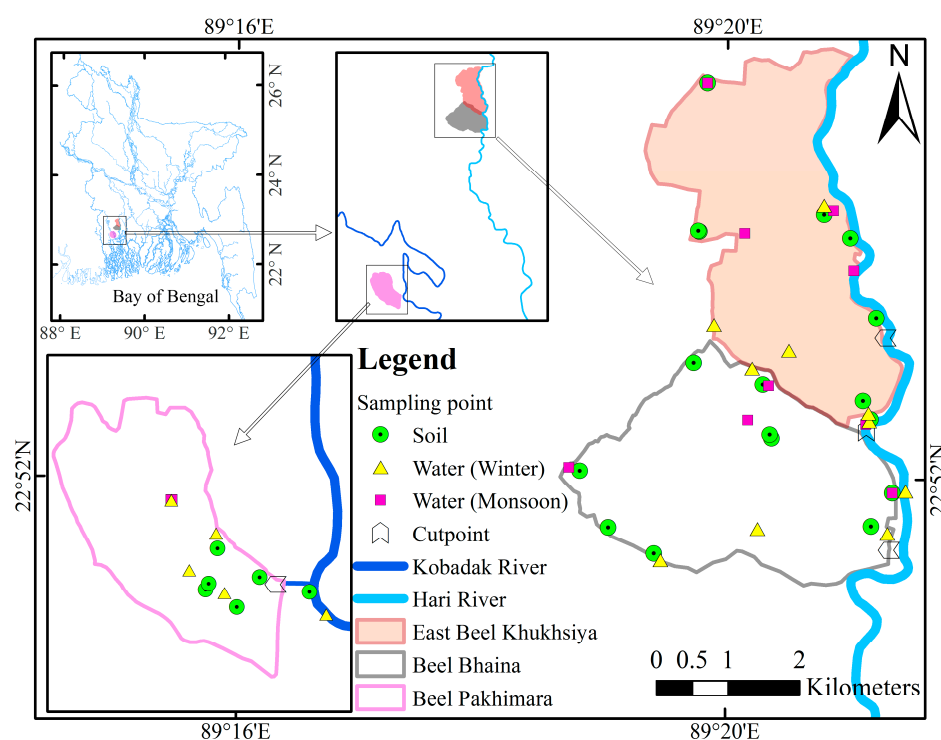 89°16'E
89°20'E
N
26° N
24° N
22° N
Bay of Bengal
88° E
90° E
92° E
22°52'N
22°52'N
Legend
Sampling point
Soil
Water (Winter)
Water (Monsoon)
Cutpoint
Kobadak River
Hari River
East Beel Khukhsiya
Beel Bhaina
Beel Pakhimara
0 0.5 1 2
Kilometers
89°16'E
89°20'E